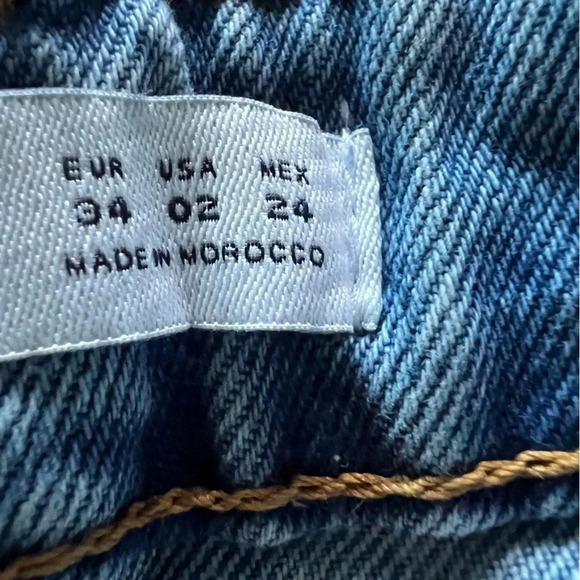 EUR USA MEX
34 02 24
MADE IN MOROCCO